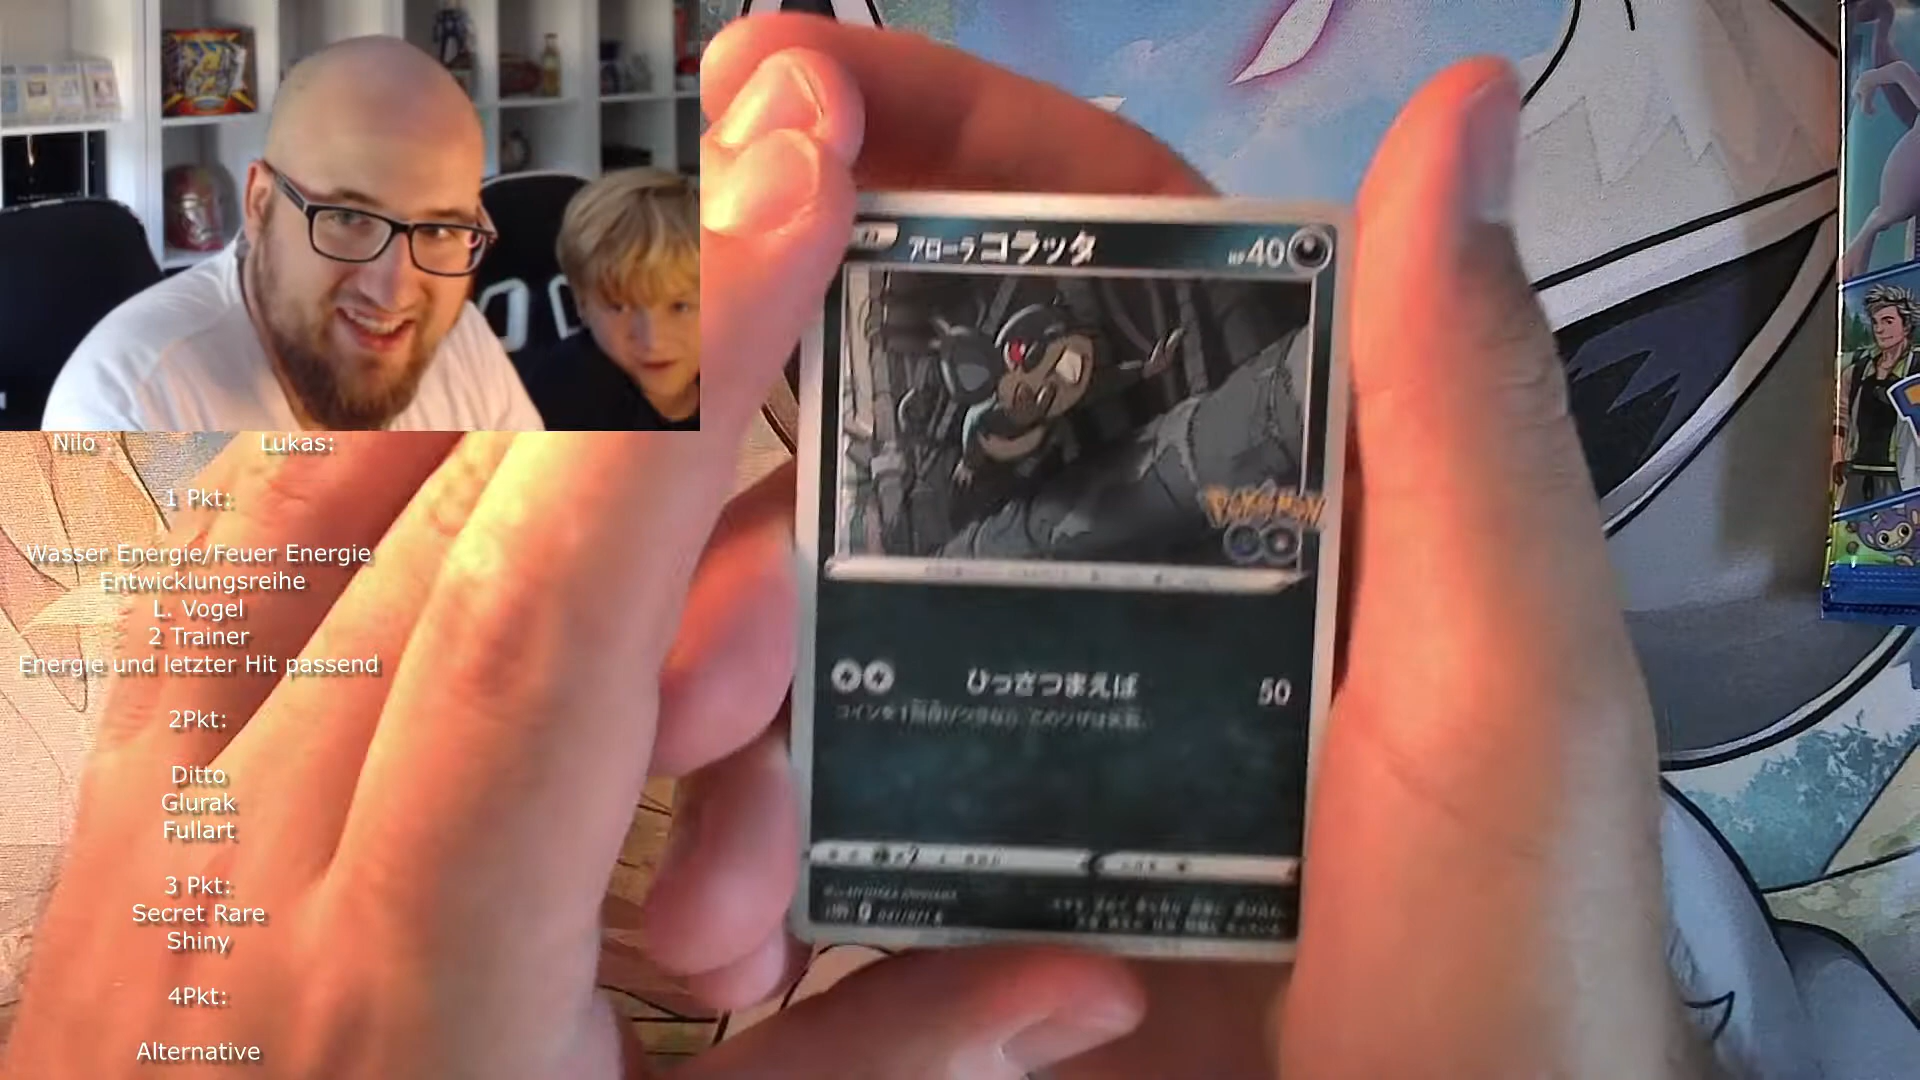 Nilo :
Lukas:
1 Pkt:
Wasser Energie/Feuer Energie
Entwicklungsreihe
L. Vogel
2 Trainer
Energie und letzter Hit passend
2Pkt:
Ditto
Glurak
Fullart
3 Pkt:
Secret Rare
Shiny
4Pkt:
Alternative
アローラ コラッタ
HP 40
POKÉMON
GO
ひっさつまえば 50